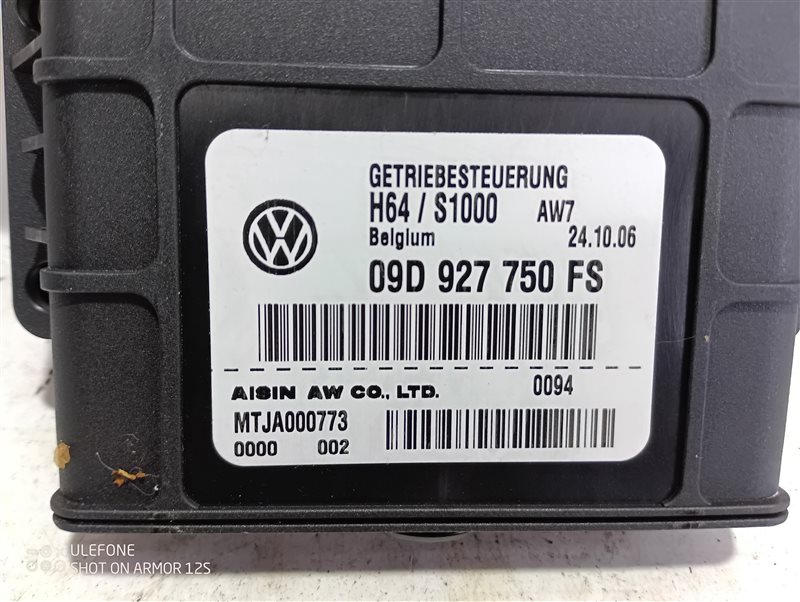 GETRIEBESTEUERUNG
H64 / S1000 AW7
Belgium 24.10.06
09D 927 750 FS
AISIN AW CO., LTD. 0094
MTJA000773
0000 002
ULEFONE
SHOT ON ARMOR 12S